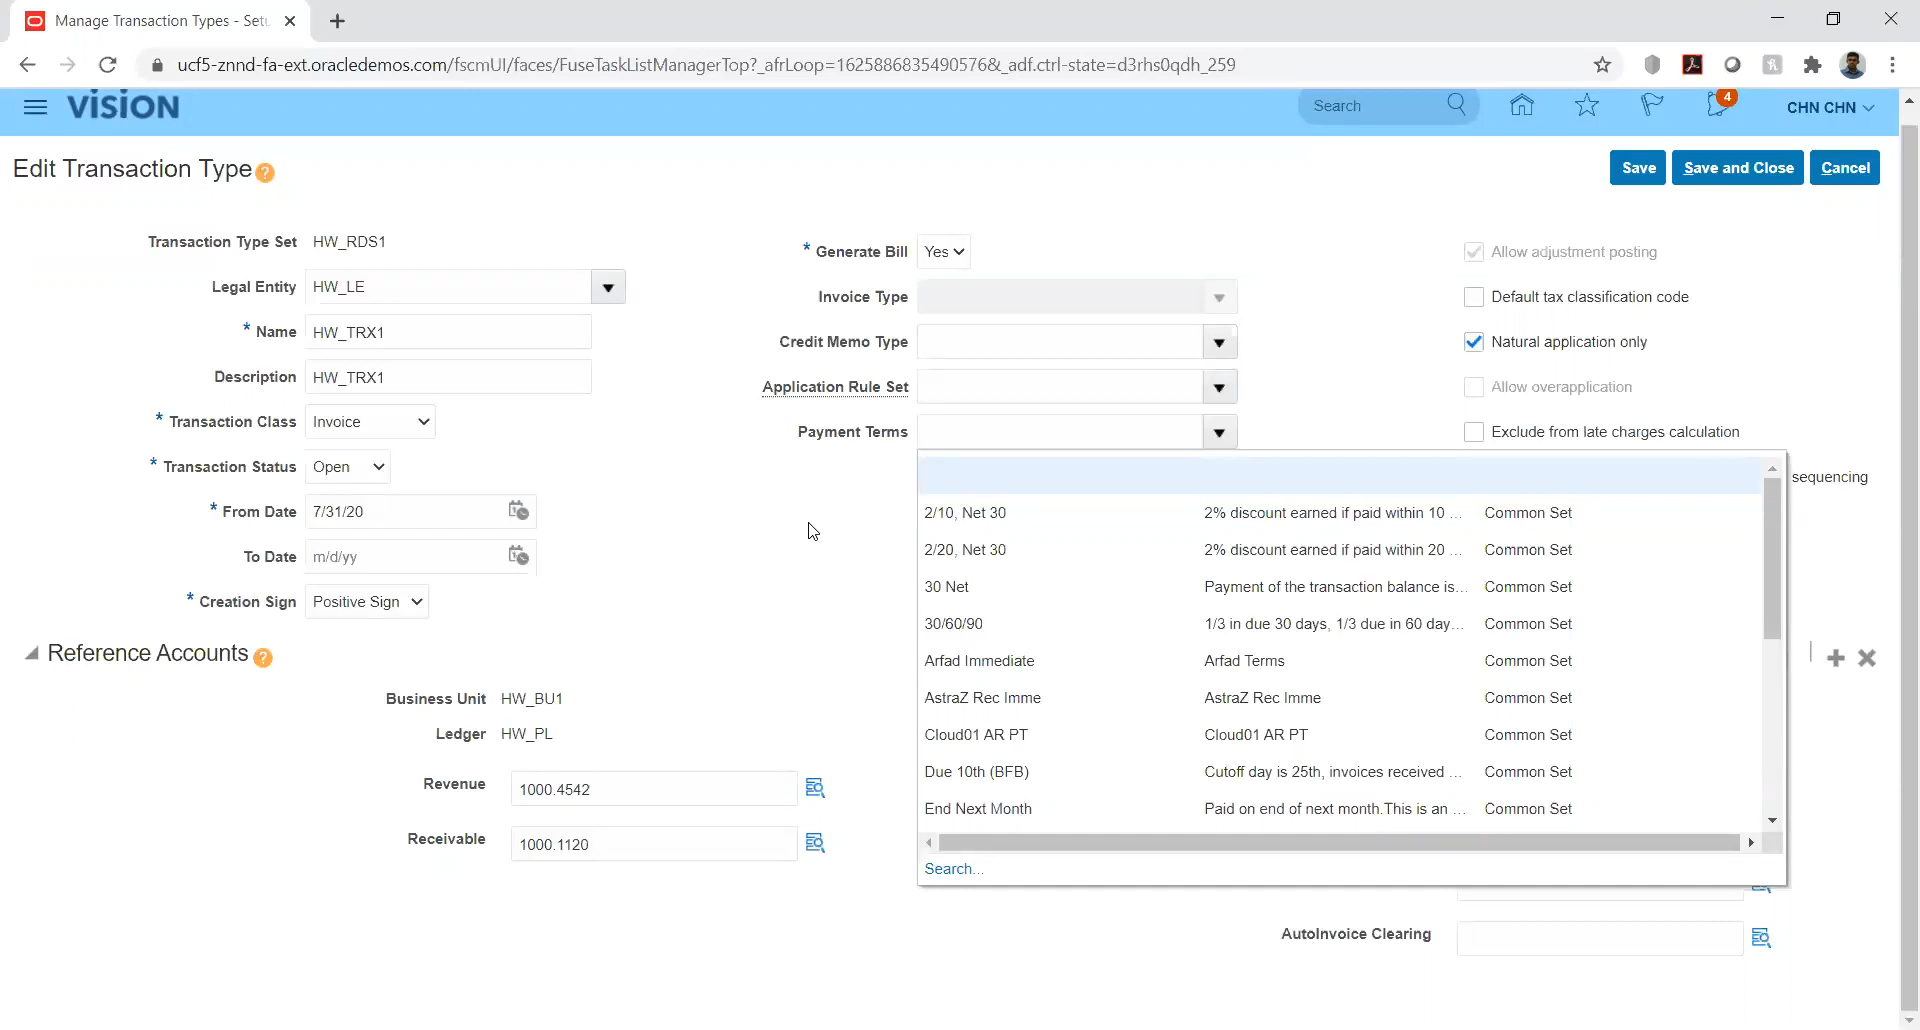 Manage Transaction Types - Setu
ucf5-znnd-fa-ext.oracledemos.com/fscmUI/faces/FuseTaskListManagerTop?_afrLoop=1625886835490576&_adf.ctrl-state=d3rhs0qdh_259
VISION
Search
4
CHN CHN
Edit Transaction Type ?
Save
Save and Close
Cancel
Transaction Type Set HW_RDS1
Legal Entity HW_LE
* Name HW_TRX1
Description HW_TRX1
* Transaction Class Invoice
* Transaction Status Open
* From Date 7/31/20
To Date m/d/yy
* Creation Sign Positive Sign
* Generate Bill Yes
Invoice Type
Credit Memo Type
Application Rule Set
Payment Terms
Allow adjustment posting
Default tax classification code
Natural application only
Allow overapplication
Exclude from late charges calculation
sequencing
2/10, Net 30 2% discount earned if paid within 10 ... Common Set
2/20, Net 30 2% discount earned if paid within 20 ... Common Set
30 Net Payment of the transaction balance is... Common Set
30/60/90 1/3 in due 30 days, 1/3 due in 60 day... Common Set
Arfad Immediate Arfad Terms Common Set
AstraZ Rec Imme AstraZ Rec Imme Common Set
Cloud01 AR PT Cloud01 AR PT Common Set
Due 10th (BFB) Cutoff day is 25th, invoices received ... Common Set
End Next Month Paid on end of next month.This is an ... Common Set
Search...
Reference Accounts ?
Business Unit HW_BU1
Ledger HW_PL
Revenue 1000.4542
Receivable 1000.1120
AutoInvoice Clearing